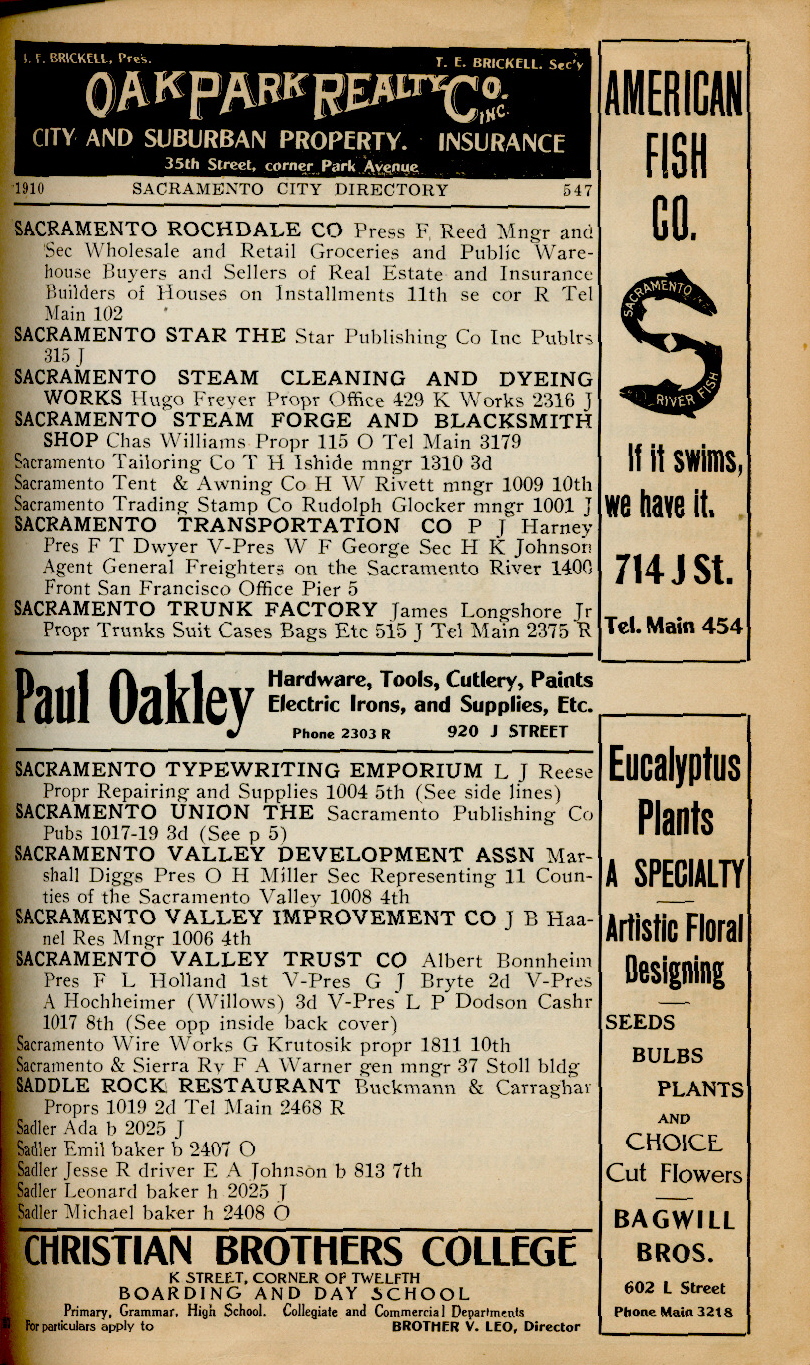 J. F. BRICKELL, Pres.
T. E. BRICKELL. Sec'y
OAK PARK REALTY CO. INC.
CITY AND SUBURBAN PROPERTY. INSURANCE
35th Street, corner Park Avenue
1910 SACRAMENTO CITY DIRECTORY 547
SACRAMENTO ROCHDALE CO Press F Reed Mngr and
Sec Wholesale and Retail Groceries and Public Ware-
house Buyers and Sellers of Real Estate and Insurance
Builders of Houses on Installments 11th se cor R Tel
Main 102
SACRAMENTO STAR THE Star Publishing Co Inc Publrs
315 J
SACRAMENTO STEAM CLEANING AND DYEING
WORKS Hugo Freyer Propr Office 429 K Works 2316 J
SACRAMENTO STEAM FORGE AND BLACKSMITH
SHOP Chas Williams Propr 115 O Tel Main 3179
Sacramento Tailoring Co T H Ishide mngr 1310 3d
Sacramento Tent & Awning Co H W Rivett mngr 1009 10th
Sacramento Trading Stamp Co Rudolph Glocker mngr 1001 J
SACRAMENTO TRANSPORTATION CO P J Harney
Pres F T Dwyer V-Pres W F George Sec H K Johnson
Agent General Freighters on the Sacramento River 1400
Front San Francisco Office Pier 5
SACRAMENTO TRUNK FACTORY James Longshore Jr
Propr Trunks Suit Cases Bags Etc 515 J Tel Main 2375 R
Paul Oakley
Hardware, Tools, Cutlery, Paints
Electric Irons, and Supplies, Etc.
Phone 2303 R 920 J STREET
SACRAMENTO TYPEWRITING EMPORIUM L J Reese
Propr Repairing and Supplies 1004 5th (See side lines)
SACRAMENTO UNION THE Sacramento Publishing Co
Pubs 1017-19 3d (See p 5)
SACRAMENTO VALLEY DEVELOPMENT ASSN Mar-
shall Diggs Pres O H Miller Sec Representing 11 Coun-
ties of the Sacramento Valley 1008 4th
SACRAMENTO VALLEY IMPROVEMENT CO J B Haa-
nel Res Mngr 1006 4th
SACRAMENTO VALLEY TRUST CO Albert Bonnheim
Pres F L Holland 1st V-Pres G J Bryte 2d V-Pres
A Hochheimer (Willows) 3d V-Pres L P Dodson Cashr
1017 8th (See opp inside back cover)
Sacramento Wire Works G Krutosik propr 1811 10th
Sacramento & Sierra Ry F A Warner gen mngr 37 Stoll bldg
SADDLE ROCK RESTAURANT Buckmann & Carraghar
Proprs 1019 2d Tel Main 2468 R
Sadler Ada b 2025 J
Sadler Emil baker b 2407 O
Sadler Jesse R driver E A Johnson b 813 7th
Sadler Leonard baker h 2025 J
Sadler Michael baker h 2408 O
CHRISTIAN BROTHERS COLLEGE
K STREET, CORNER OF TWELFTH
BOARDING AND DAY SCHOOL
Primary, Grammar, High School. Collegiate and Commercial Departments
For particulars apply to BROTHER V. LEO, Director
AMERICAN
FISH
CO.
SACRAMENTO
RIVER FISH
If it swims,
we have it.
714 J St.
Tel. Main 454
Eucalyptus
Plants
A SPECIALTY
Artistic Floral
Designing
SEEDS
BULBS
PLANTS
AND
CHOICE
Cut Flowers
BAGWILL
BROS.
602 L Street
Phone Main 3218